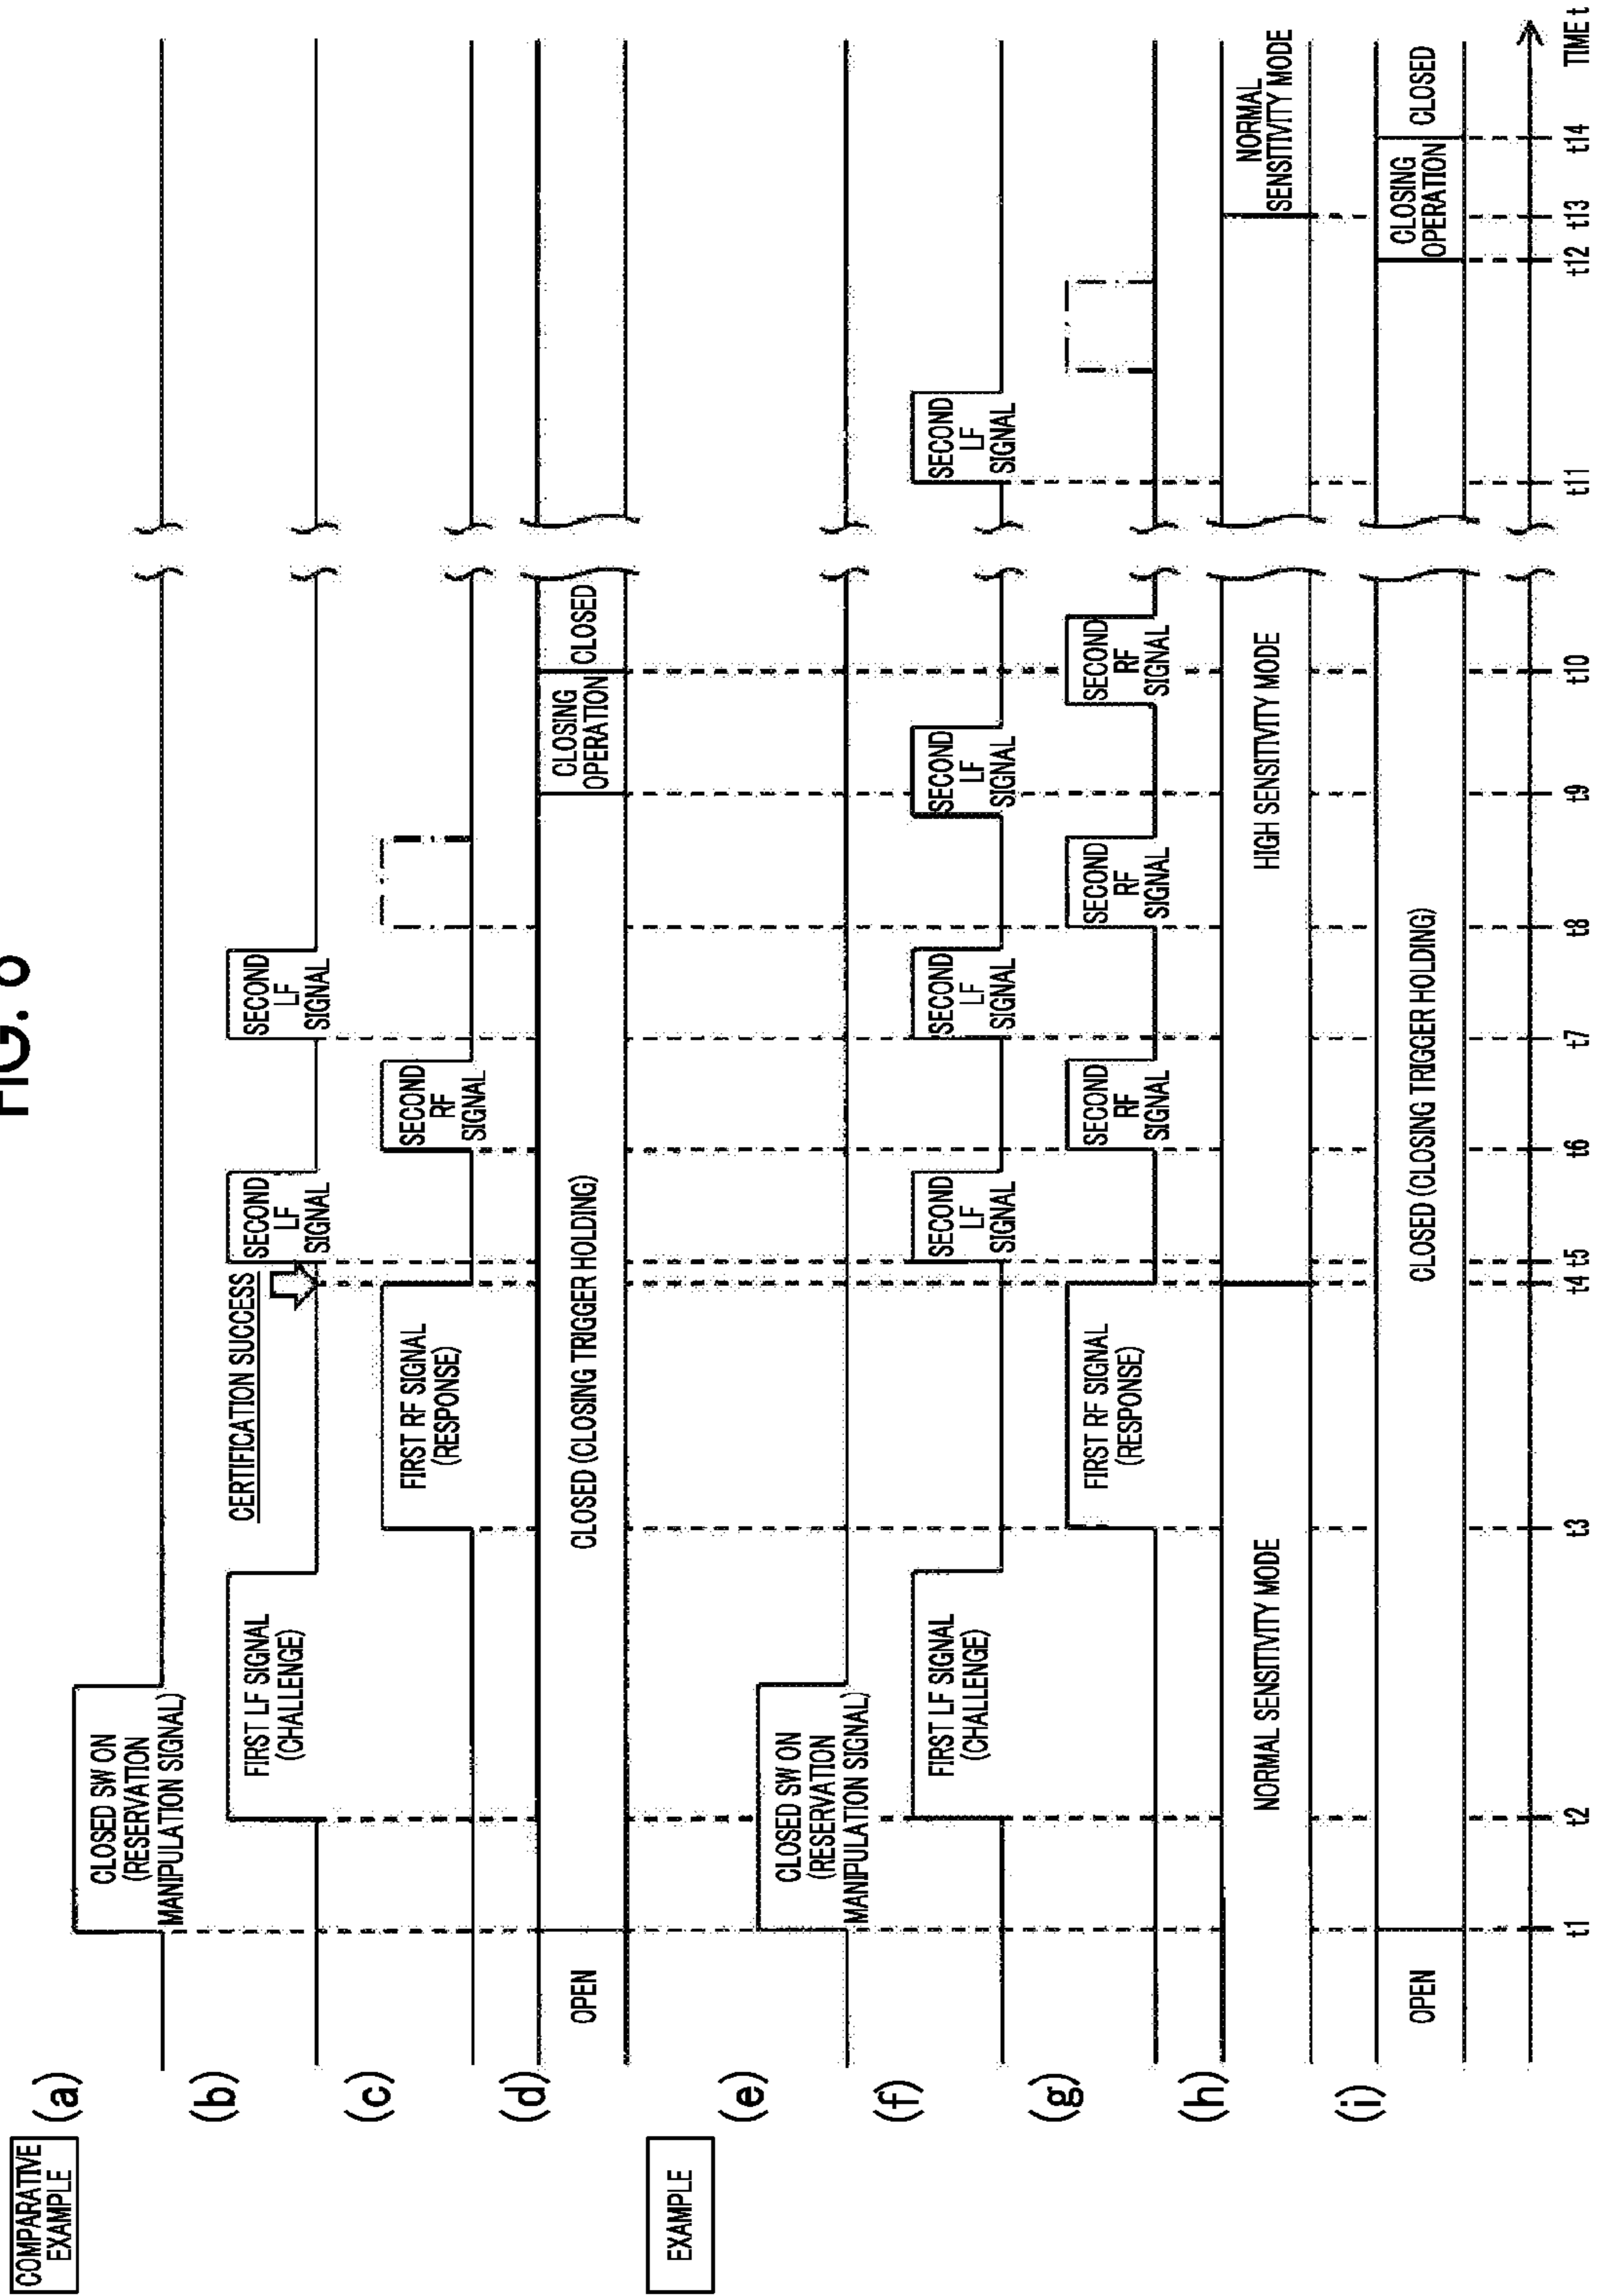 FIG. 8
COMPARATIVE
EXAMPLE
(a)
CLOSED SW ON
(RESERVATION
MANIPULATION SIGNAL)
(b)
FIRST LF SIGNAL
(CHALLENGE)
CERTIFICATION SUCCESS
SECOND
LF
SIGNAL
SECOND
LF
SIGNAL
(c)
FIRST RF SIGNAL
(RESPONSE)
SECOND
RF
SIGNAL
(d)
OPEN
CLOSED (CLOSING TRIGGER HOLDING)
CLOSING
OPERATION
CLOSED
EXAMPLE
(e)
CLOSED SW ON
(RESERVATION
MANIPULATION SIGNAL)
(f)
FIRST LF SIGNAL
(CHALLENGE)
SECOND
LF
SIGNAL
SECOND
LF
SIGNAL
SECOND
LF
SIGNAL
SECOND
LF
SIGNAL
(g)
FIRST RF SIGNAL
(RESPONSE)
SECOND
RF
SIGNAL
SECOND
RF
SIGNAL
SECOND
RF
SIGNAL
(h)
NORMAL SENSITIVITY MODE
HIGH SENSITIVITY MODE
NORMAL
SENSITIVITY MODE
(i)
OPEN
CLOSED (CLOSING TRIGGER HOLDING)
CLOSING
OPERATION
CLOSED
t1 t2 t3 t4 t5 t6 t7 t8 t9 t10 t11 t12 t13 t14 TIME t